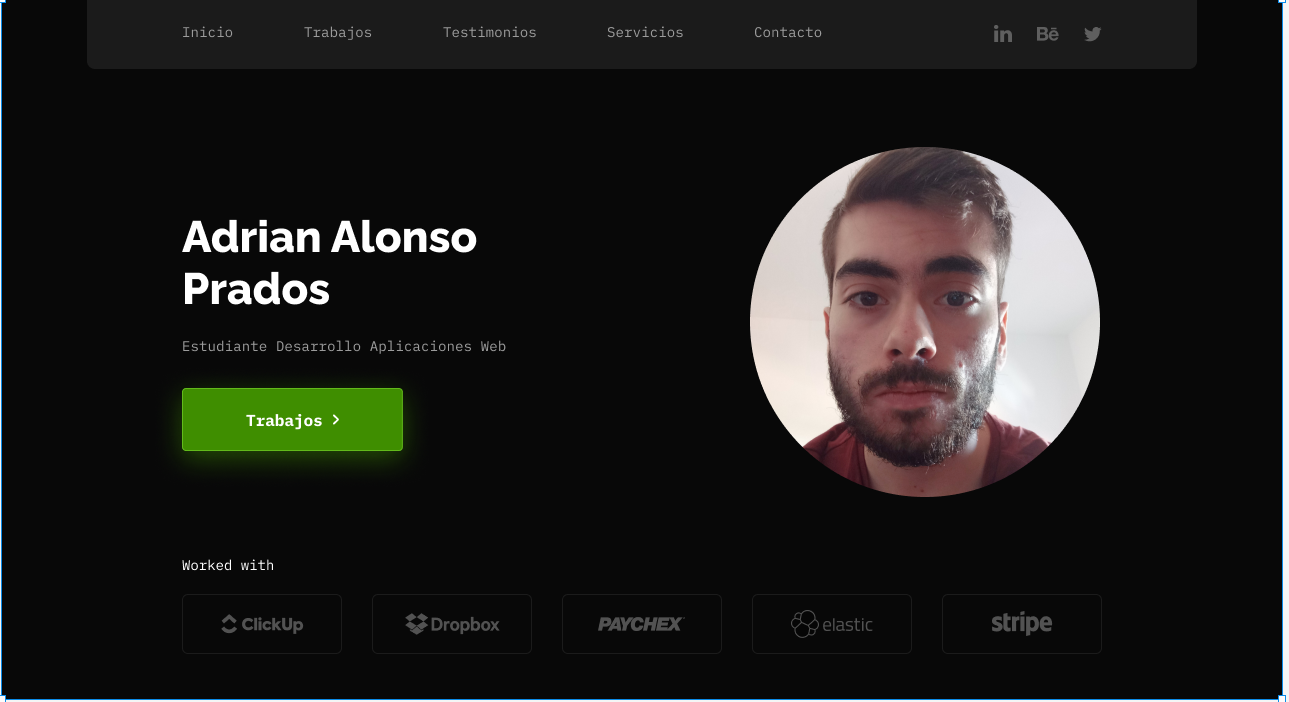 Inicio Trabajos Testimonios Servicios Contacto in Bē
Adrian Alonso
Prados
Estudiante Desarrollo Aplicaciones Web
Trabajos
Worked with
ClickUp Dropbox PAYCHEX elastic stripe